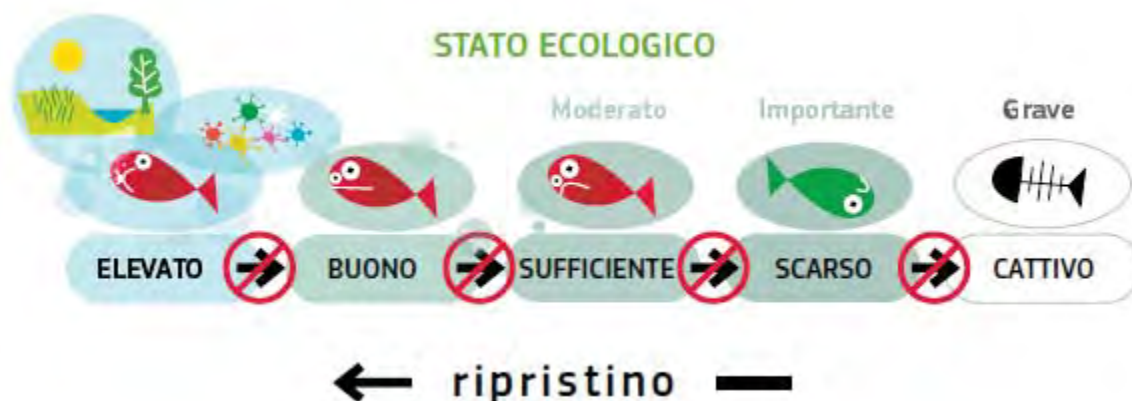 STATO ECOLOGICO
Moderato Importante Grave
ELEVATO BUONO SUFFICIENTE SCARSO CATTIVO
ripristino